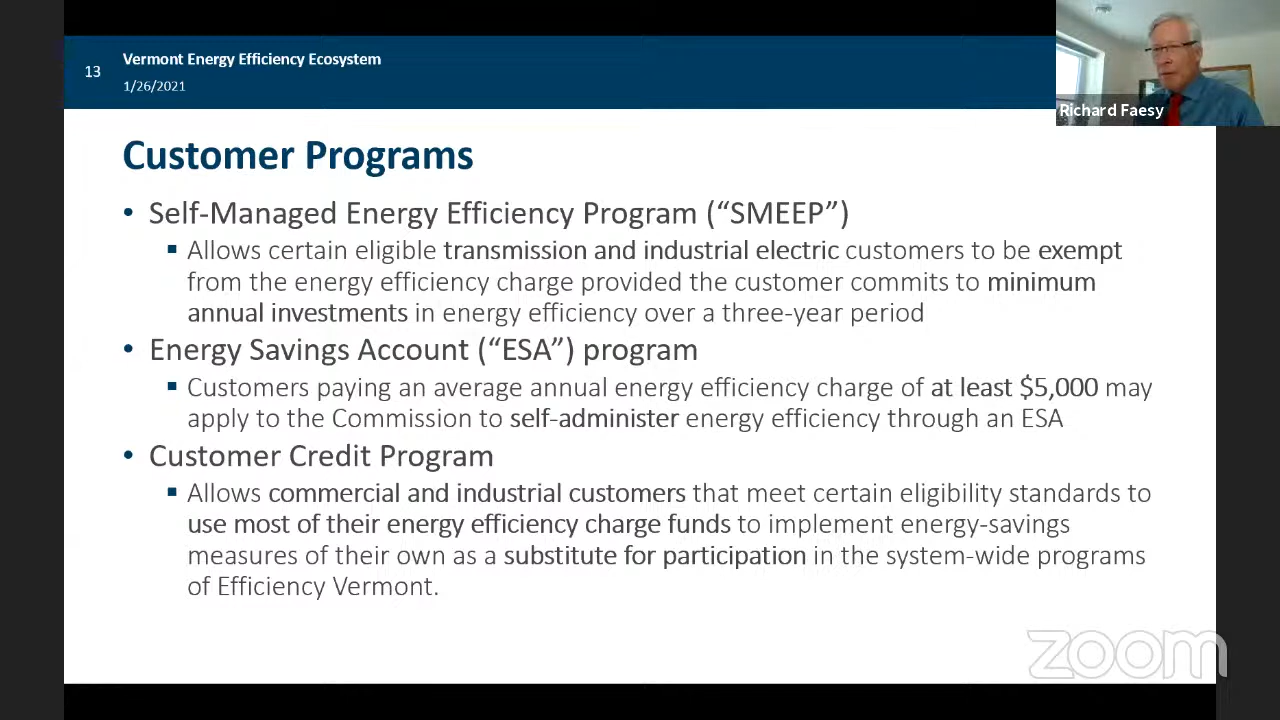 13
Vermont Energy Efficiency Ecosystem
1/26/2021
Richard Faesy
Customer Programs
• Self-Managed Energy Efficiency Program (“SMEEP”)
▪ Allows certain eligible transmission and industrial electric customers to be exempt
from the energy efficiency charge provided the customer commits to minimum
annual investments in energy efficiency over a three-year period
• Energy Savings Account (“ESA”) program
▪ Customers paying an average annual energy efficiency charge of at least $5,000 may
apply to the Commission to self-administer energy efficiency through an ESA
• Customer Credit Program
▪ Allows commercial and industrial customers that meet certain eligibility standards to
use most of their energy efficiency charge funds to implement energy-savings
measures of their own as a substitute for participation in the system-wide programs
of Efficiency Vermont.
zoom